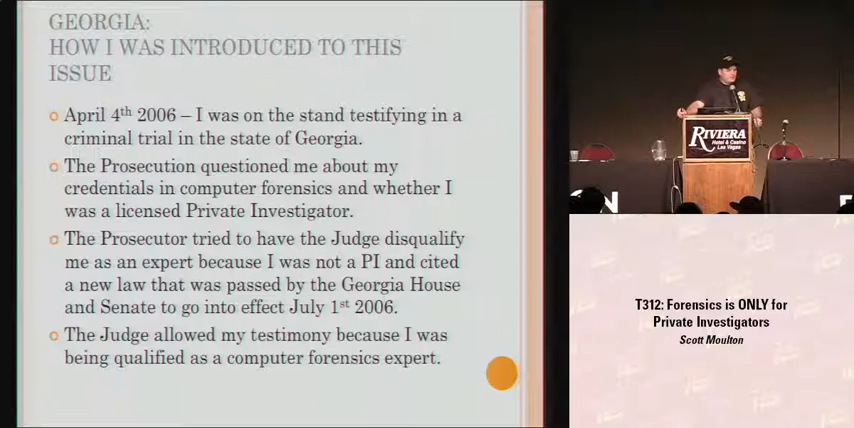 GEORGIA:
HOW I WAS INTRODUCED TO THIS
ISSUE
April 4th 2006 – I was on the stand testifying in a
criminal trial in the state of Georgia.
The Prosecution questioned me about my
credentials in computer forensics and whether I
was a licensed Private Investigator.
The Prosecutor tried to have the Judge disqualify
me as an expert because I was not a PI and cited
a new law that was passed by the Georgia House
and Senate to go into effect July 1st 2006.
The Judge allowed my testimony because I was
being qualified as a computer forensics expert.
RIVIERA
Hotel & Casino
Las Vegas
ON
T312: Forensics is ONLY for
Private Investigators
Scott Moulton